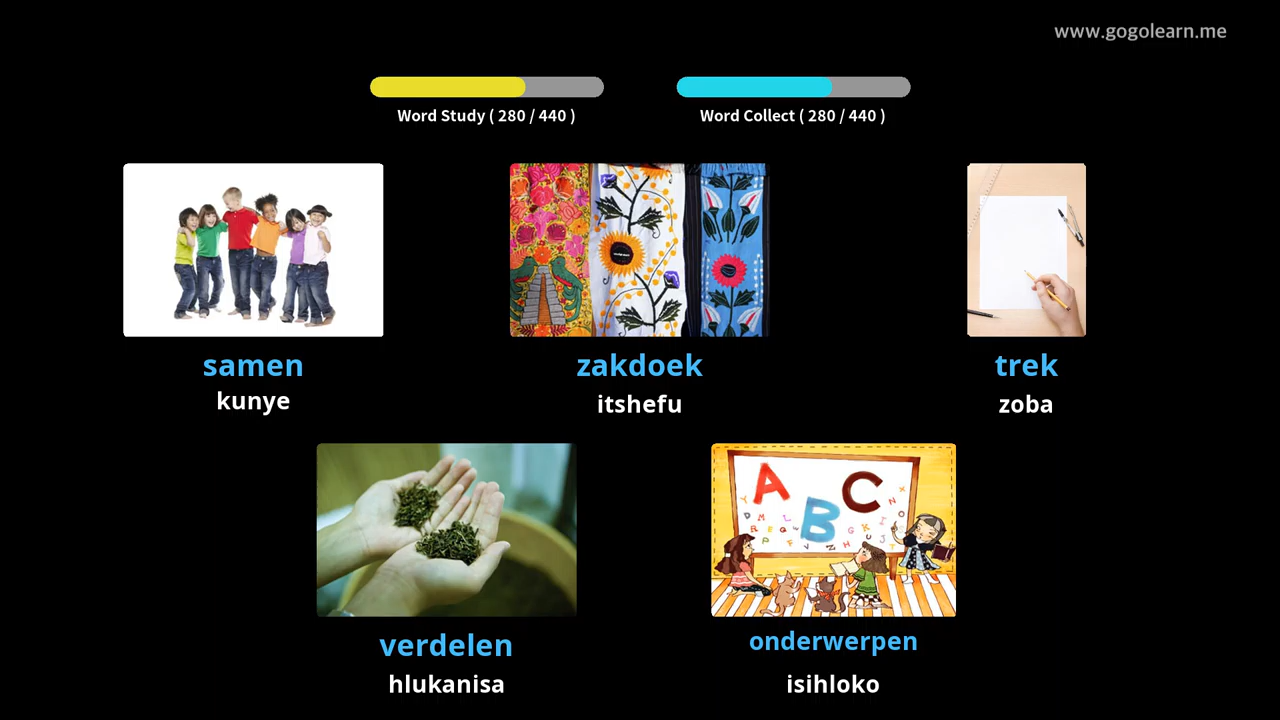 www.gogolearn.me
Word Study ( 280 / 440 )
Word Collect ( 280 / 440 )
samen
kunye
zakdoek
itshefu
trek
zoba
A B C
verdelen
hlukanisa
onderwerpen
isihloko